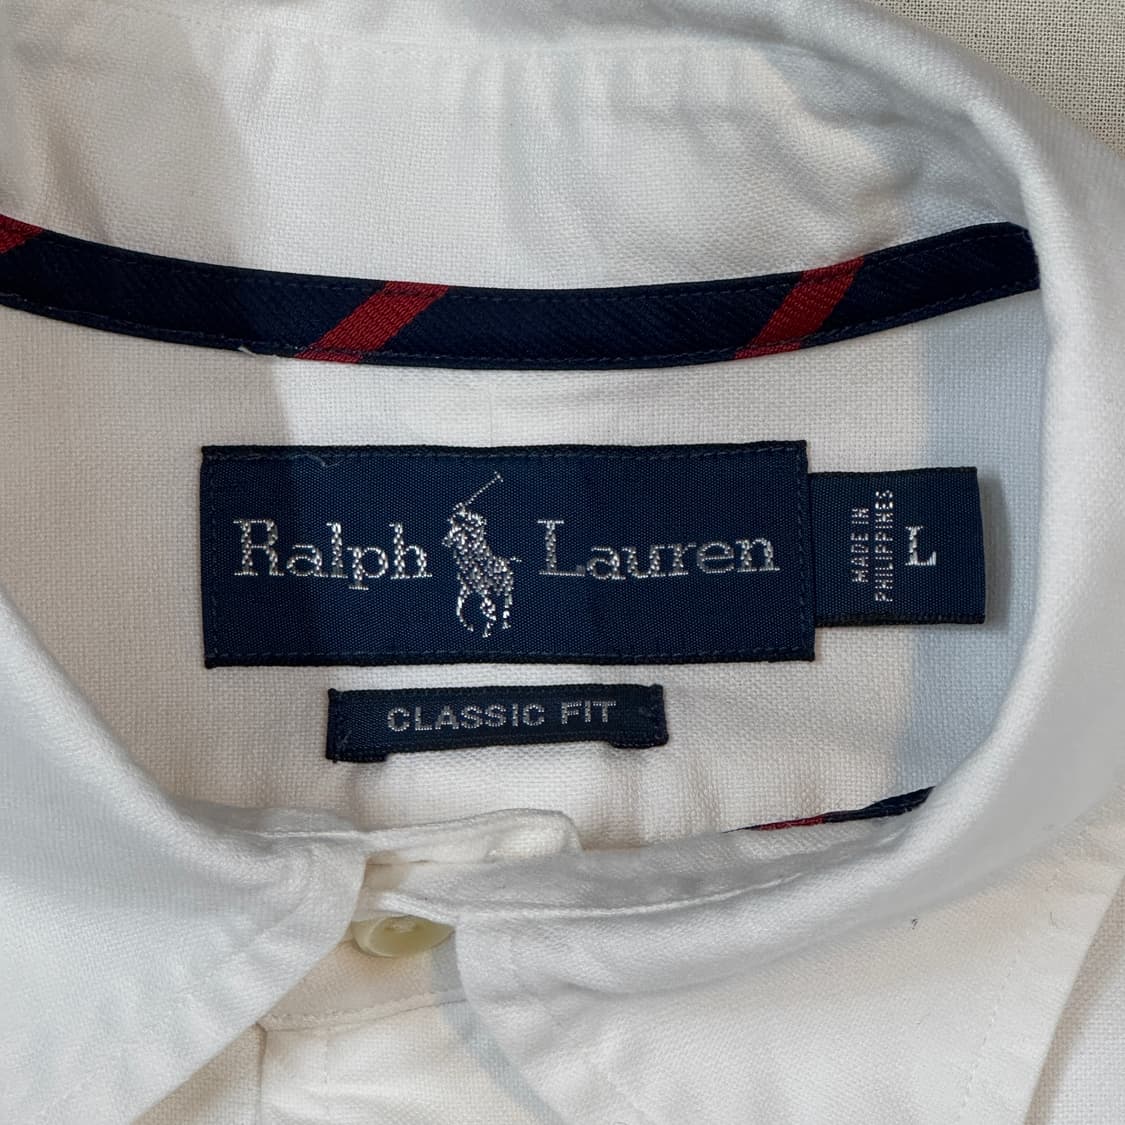 Ralph Lauren
MADE IN
PHILIPPINES
L
CLASSIC FIT